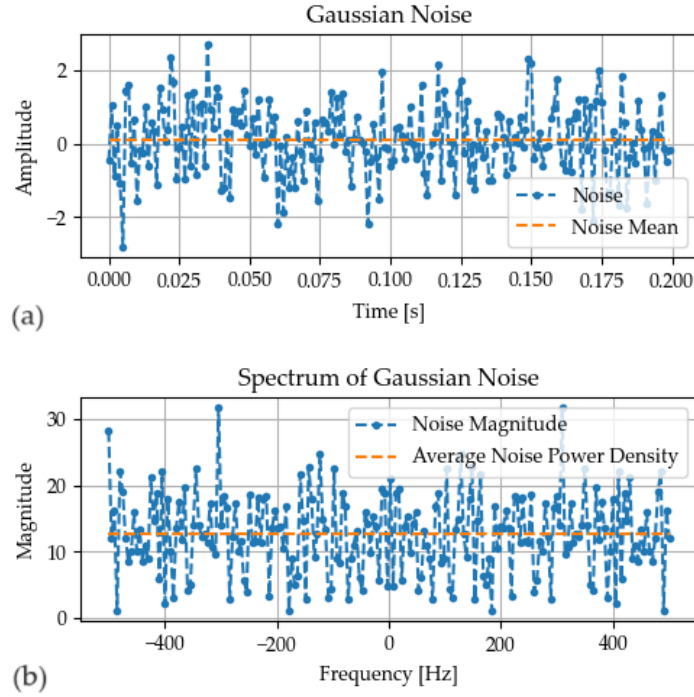 Gaussian Noise
Amplitude
2
0
−2
Noise
Noise Mean
0.000 0.025 0.050 0.075 0.100 0.125 0.150 0.175 0.200
Time [s]
(a)
Spectrum of Gaussian Noise
Magnitude
30
20
10
0
Noise Magnitude
Average Noise Power Density
−400 −200 0 200 400
Frequency [Hz]
(b)